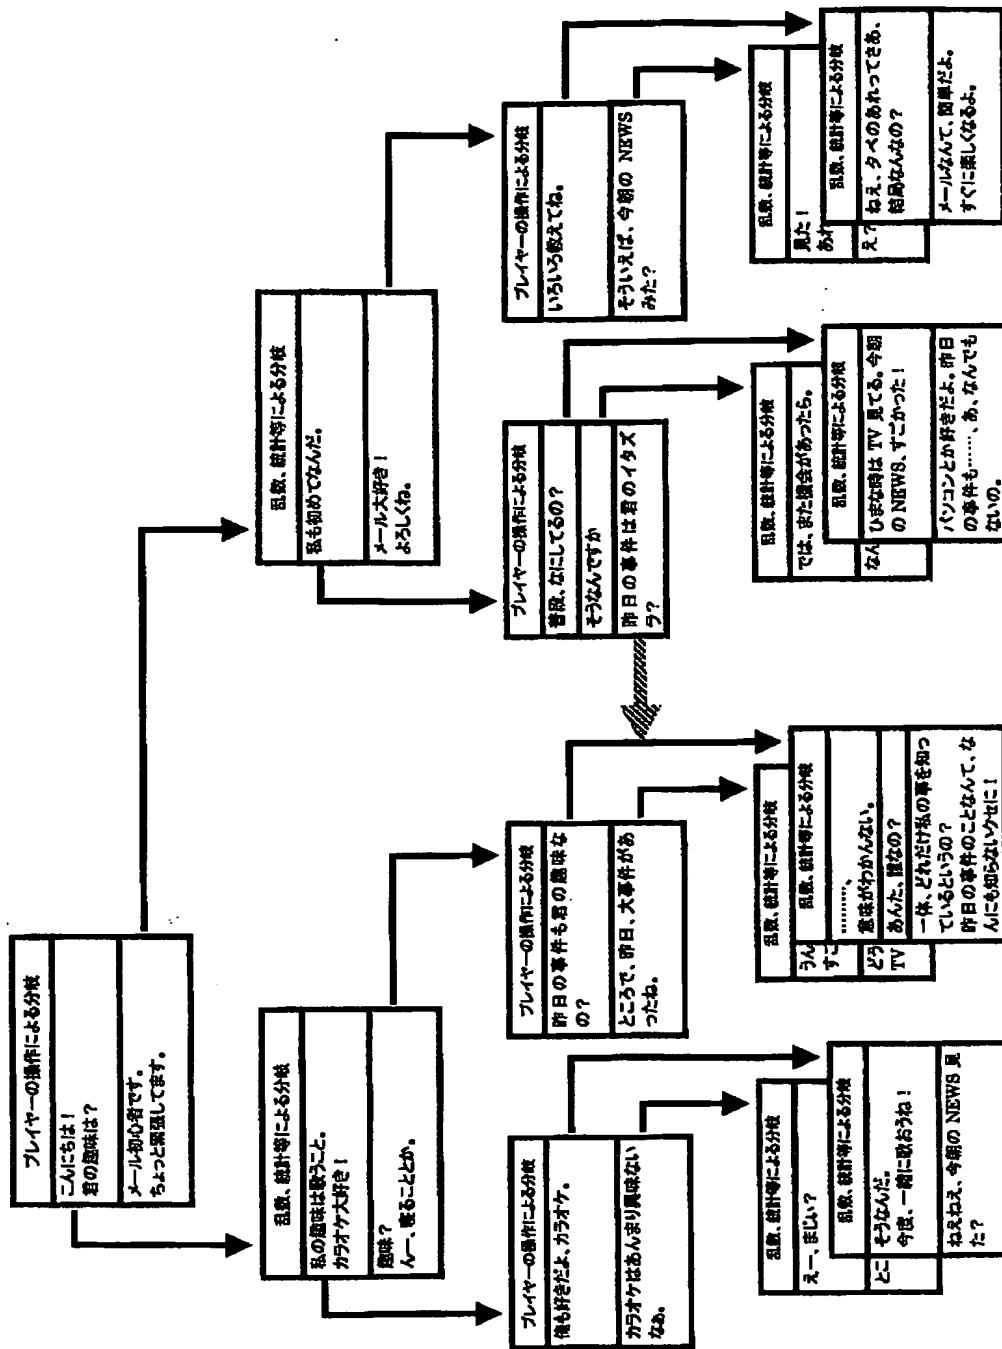 プレイヤーの操作による分岐
こんにちは！
君の趣味は？
メール初心者です。
ちょっと緊張してます。
乱数、統計等による分岐
私の趣味は歌うこと。
カラオケ大好き！
趣味？
んー、寝ることとか。
乱数、統計等による分岐
私も初めてなんだ。
メール大好き！
よろしくね。
プレイヤーの操作による分岐
俺も好きだよ、カラオケ。
カラオケはあんまり興味ない
なぁ。
プレイヤーの操作による分岐
昨日の事件も君の趣味な
の？
ところで、昨日、大事件があ
ったね。
プレイヤーの操作による分岐
普段、なにしてるの？
そうなんですか
昨日の事件は君のイタズ
ラ？
プレイヤーの操作による分岐
いろいろ教えてね。
そういえば、今朝の NEWS
みた？
乱数、統計等による分岐
えー、まじい？
とこ
乱数、統計等による分岐
そうなんだ。
今度、一緒に歌おうね！
ねえねえ、今朝の NEWS 見
た？
乱数、統計等による分岐
うん
すご
どう
TV
乱数、統計等による分岐
………、
意味がわかんない。
あんた、誰なの？
一体、どれだけ私の事を知っ
ているというの？
昨日の事件のことなんて、な
んにも知らないクセに！
乱数、統計等による分岐
では、また機会があったら。
なん
乱数、統計等による分岐
ひまな時は TV 見てる。今朝
の NEWS、すごかった！
パソコンとか好きだよ。昨日
の事件も……、あ、なんでも
ないの。
乱数、統計等による分岐
見た！
あれ
え？
乱数、統計等による分岐
ねえ、夕べのあれってさあ、
結局なんなの？
メールなんて、簡単だよ。
すぐに楽しくなるよ。